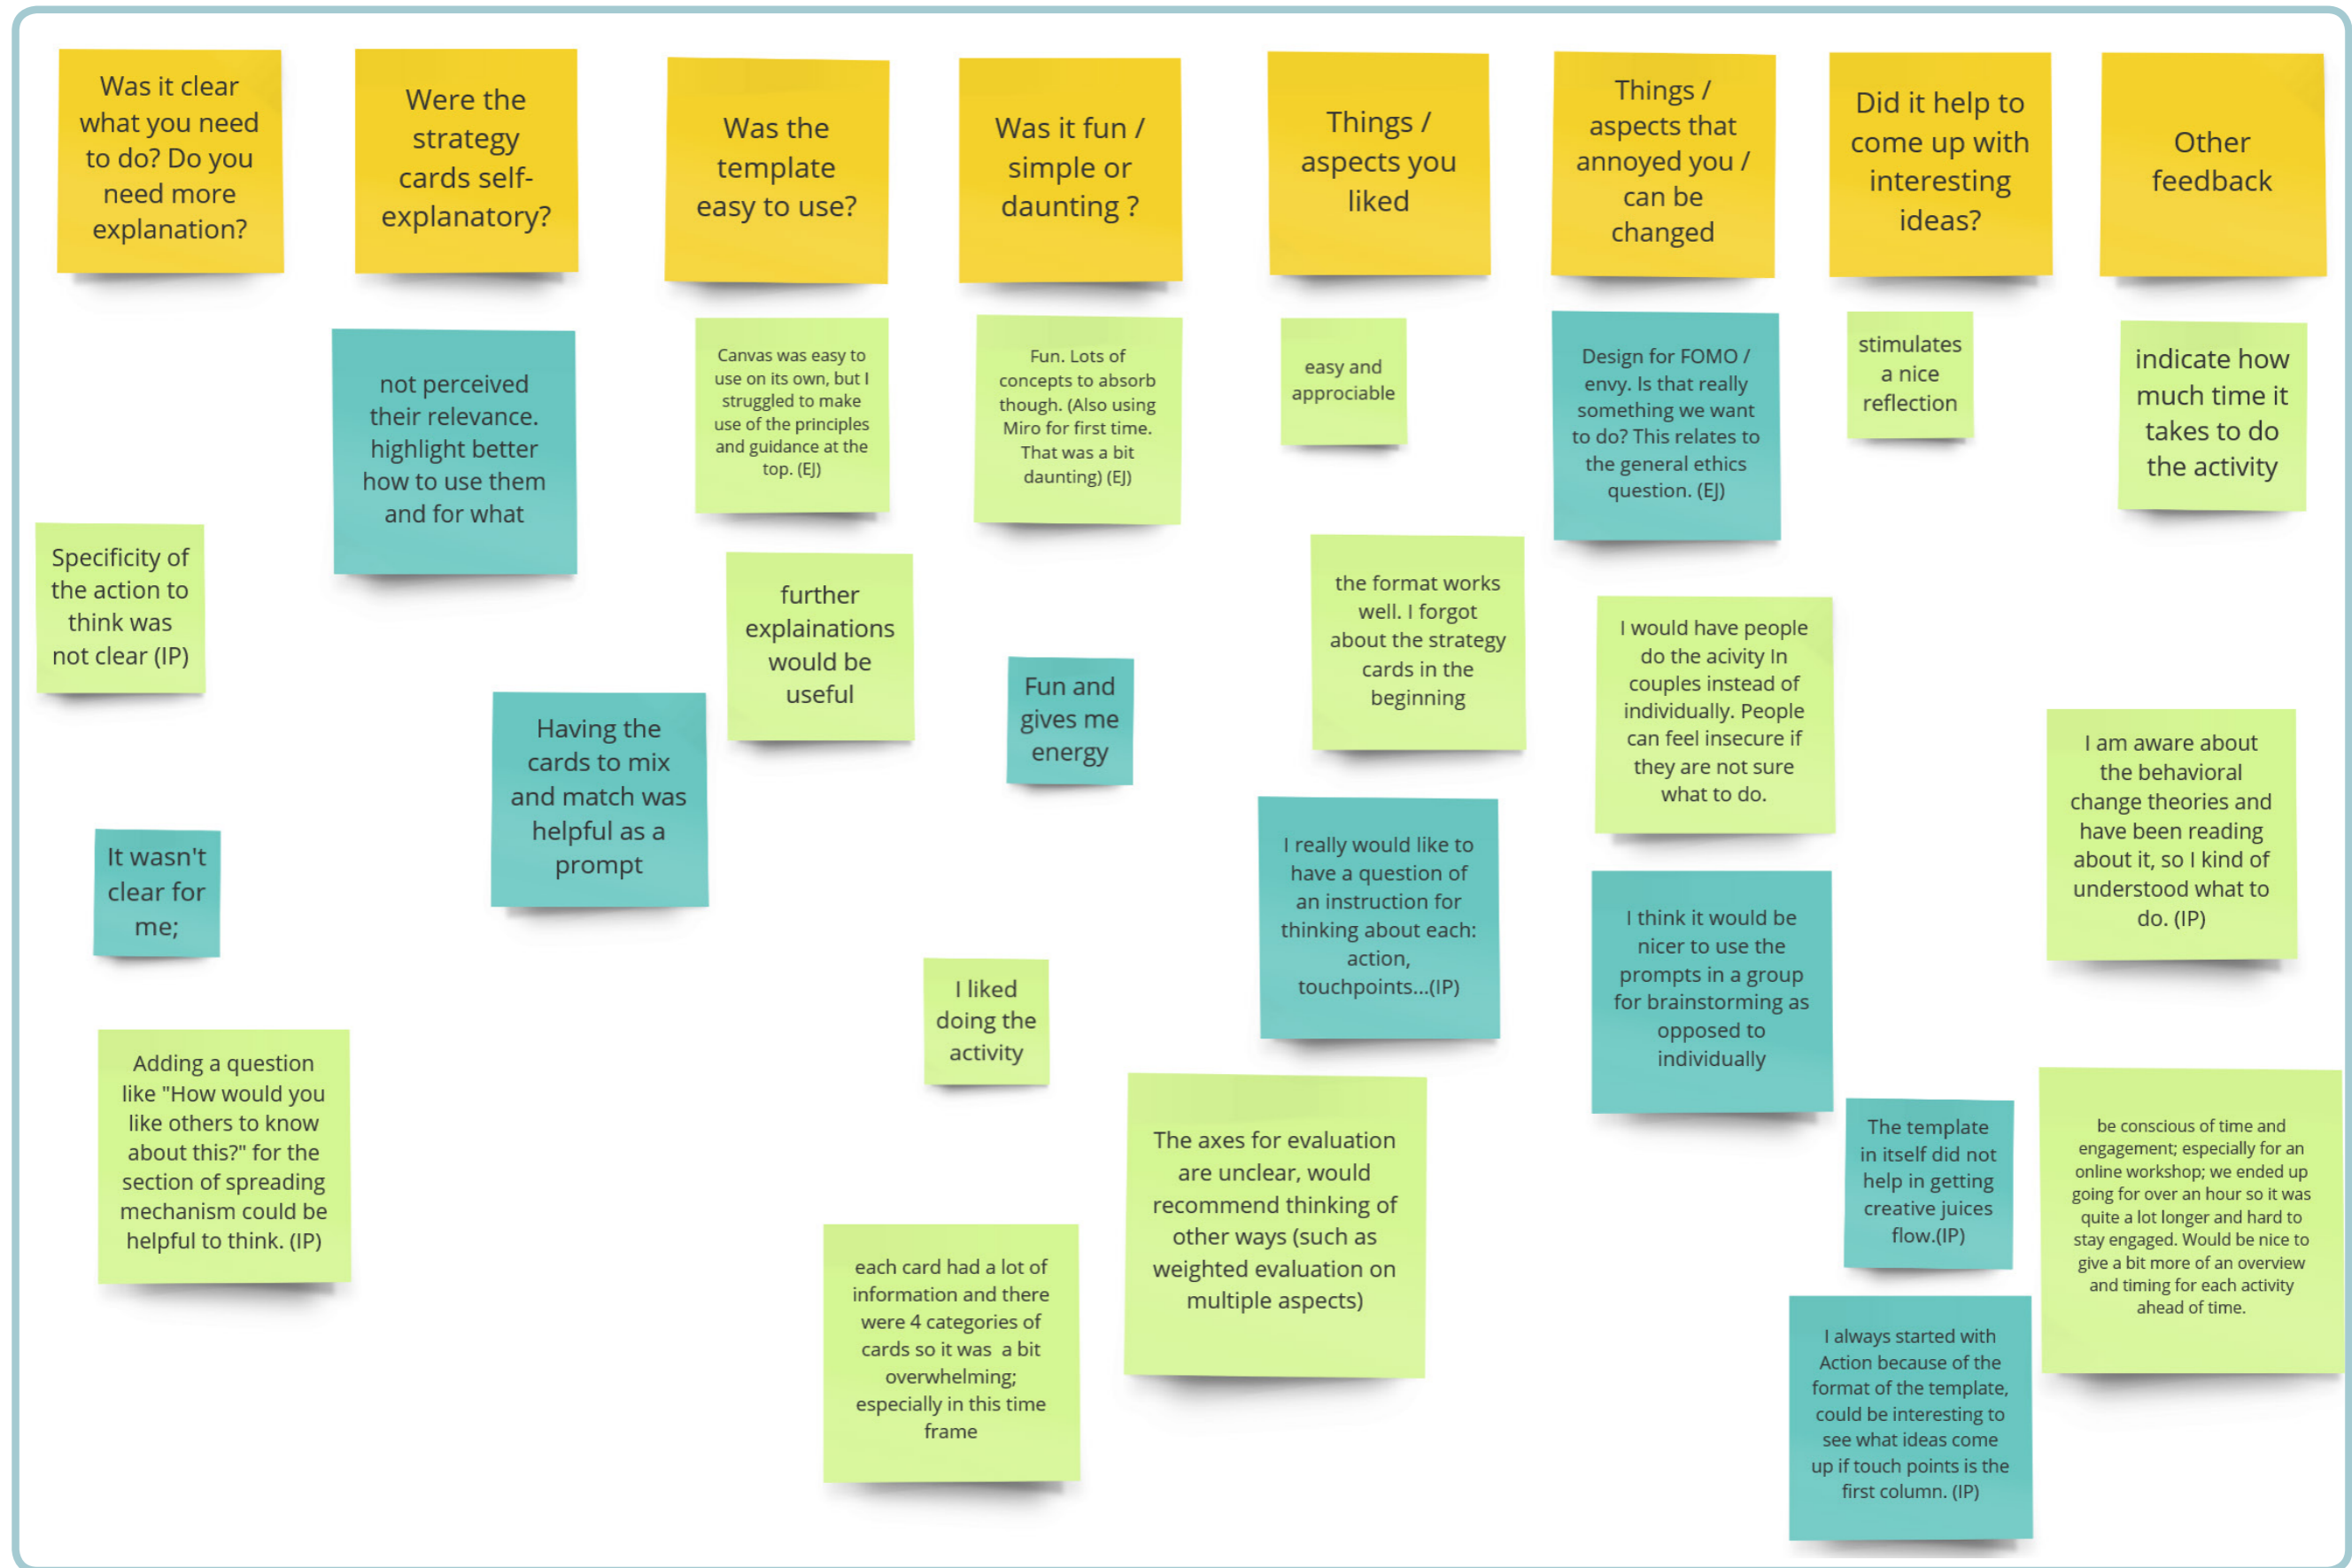 Was it clear
what you need
to do? Do you
need more
explanation?
Were the
strategy
cards self-
explanatory?
Was the
template
easy to use?
Was it fun /
simple or
daunting ?
Things /
aspects you
liked
Things /
aspects that
annoyed you /
can be
changed
Did it help to
come up with
interesting
ideas?
Other
feedback
Specificity of
the action to
think was
not clear (IP)
It wasn't
clear for
me;
Adding a question
like "How would you
like others to know
about this?" for the
section of spreading
mechanism could be
helpful to think. (IP)
not perceived
their relevance.
highlight better
how to use them
and for what
Having the
cards to mix
and match was
helpful as a
prompt
Canvas was easy to
use on its own, but I
struggled to make
use of the principles
and guidance at the
top. (EJ)
further
explainations
would be
useful
Fun. Lots of
concepts to absorb
though. (Also using
Miro for first time.
That was a bit
daunting) (EJ)
Fun and
gives me
energy
I liked
doing the
activity
each card had a lot of
information and there
were 4 categories of
cards so it was  a bit
overwhelming;
especially in this time
frame
easy and
approciable
the format works
well. I forgot
about the strategy
cards in the
beginning
I really would like to
have a question of
an instruction for
thinking about each:
action,
touchpoints...(IP)
The axes for evaluation
are unclear, would
recommend thinking of
other ways (such as
weighted evaluation on
multiple aspects)
Design for FOMO /
envy. Is that really
something we want
to do? This relates to
the general ethics
question. (EJ)
I would have people
do the acivity In
couples instead of
individually. People
can feel insecure if
they are not sure
what to do.
I think it would be
nicer to use the
prompts in a group
for brainstorming as
opposed to
individually
stimulates
a nice
reflection
The template
in itself did not
help in getting
creative juices
flow.(IP)
I always started with
Action because of the
format of the template,
could be interesting to
see what ideas come
up if touch points is the
first column. (IP)
indicate how
much time it
takes to do
the activity
I am aware about
the behavioral
change theories and
have been reading
about it, so I kind of
understood what to
do. (IP)
be conscious of time and
engagement; especially for an
online workshop; we ended up
going for over an hour so it was
quite a lot longer and hard to
stay engaged. Would be nice to
give a bit more of an overview
and timing for each activity
ahead of time.